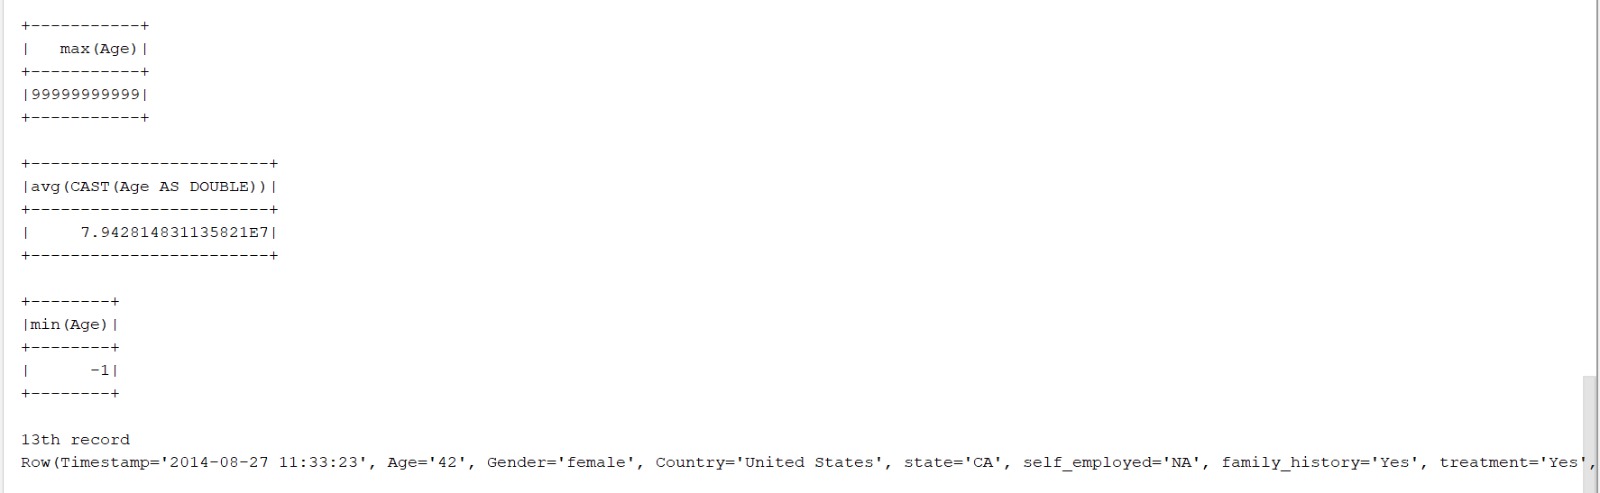 +-----------+
|   max(Age)|
+-----------+
|99999999999|
+-----------+
+------------------------+
|avg(CAST(Age AS DOUBLE))|
+------------------------+
|     7.942814831135821E7|
+------------------------+
+--------+
|min(Age)|
+--------+
|      -1|
+--------+
13th record
Row(Timestamp='2014-08-27 11:33:23', Age='42', Gender='female', Country='United States', state='CA', self_employed='NA', family_history='Yes', treatment='Yes',